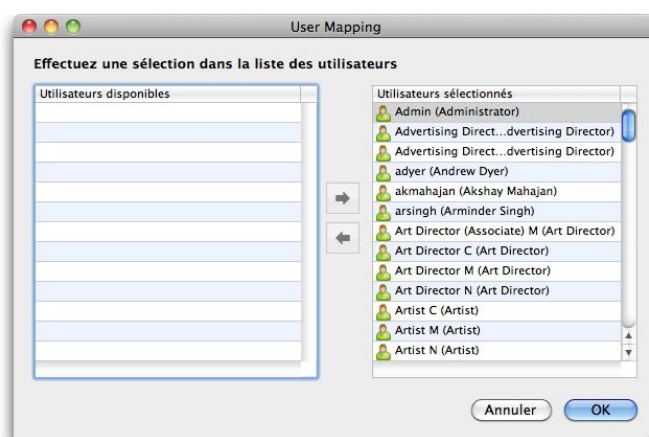 User Mapping
Effectuez une sélection dans la liste des utilisateurs
Utilisateurs disponibles
Utilisateurs sélectionnés
Admin (Administrator)
Advertising Direct...dvertising Director)
Advertising Direct...dvertising Director)
adyer (Andrew Dyer)
akmahajan (Akshay Mahajan)
arsingh (Arminder Singh)
Art Director (Associate) M (Art Director)
Art Director C (Art Director)
Art Director M (Art Director)
Art Director N (Art Director)
Artist C (Artist)
Artist M (Artist)
Artist N (Artist)
Annuler
OK